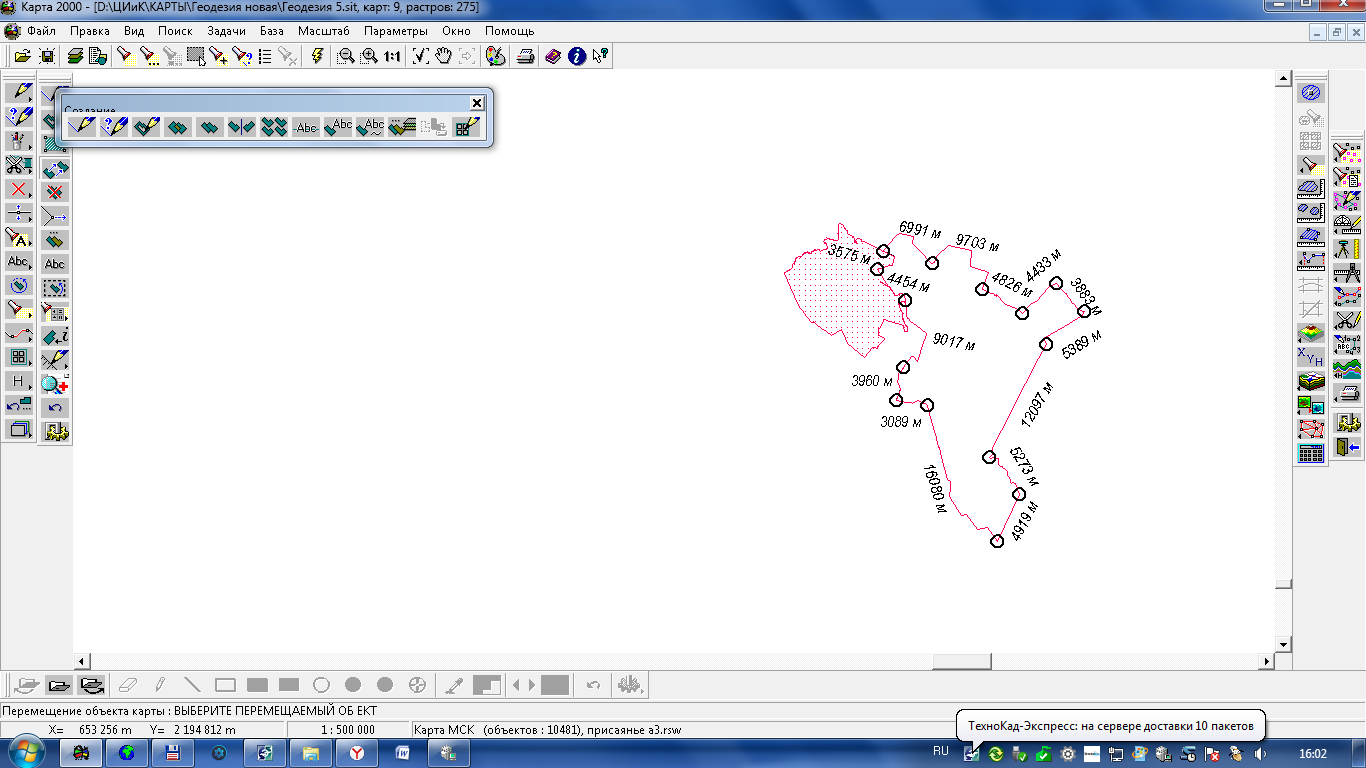 Карта 2000 - [D:\ЦИиК\КАРТЫ\Геодезия новая\Геодезия 5.sit, карт: 9, растров: 275]
Файл Правка Вид Поиск Задачи База Масштаб Параметры Окно Помощь
1:1
Создание
Abc Abc Abc
A
Abc
Abc
H
X Y H
6991 м
9703 м
3575 м
4454 м
4826 м
4433 м
3883 м
9017 м
5389 м
3960 м
12097 м
3089 м
5273 м
16080 м
4919 м
Перемещение объекта карты : ВЫБЕРИТЕ ПЕРЕМЕЩАЕМЫЙ ОБ ЕКТ
X= 653 256 m Y= 2 194 812 m 1 : 500 000 Карта МСК (объектов : 10481), присаянье а3.rsw
ТехноКад-Экспресс: на сервере доставки 10 пакетов
RU 16:02